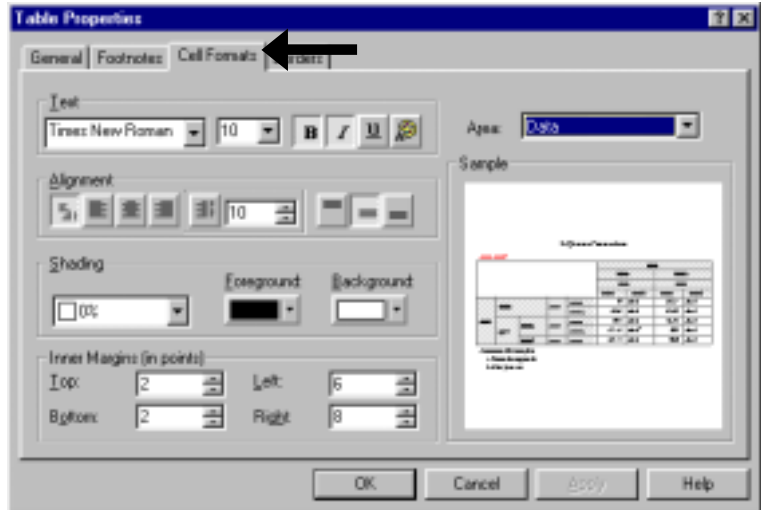 Table Properties
General Footnotes Cell Formats
Text
Times New Roman 10 B I U
Area: Data
Alignment
10
Sample
Shading
Foreground: Background:
0%
Inner Margins (in points)
Top: 2 Left: 6
Bottom: 2 Right: 8
OK Cancel Apply Help